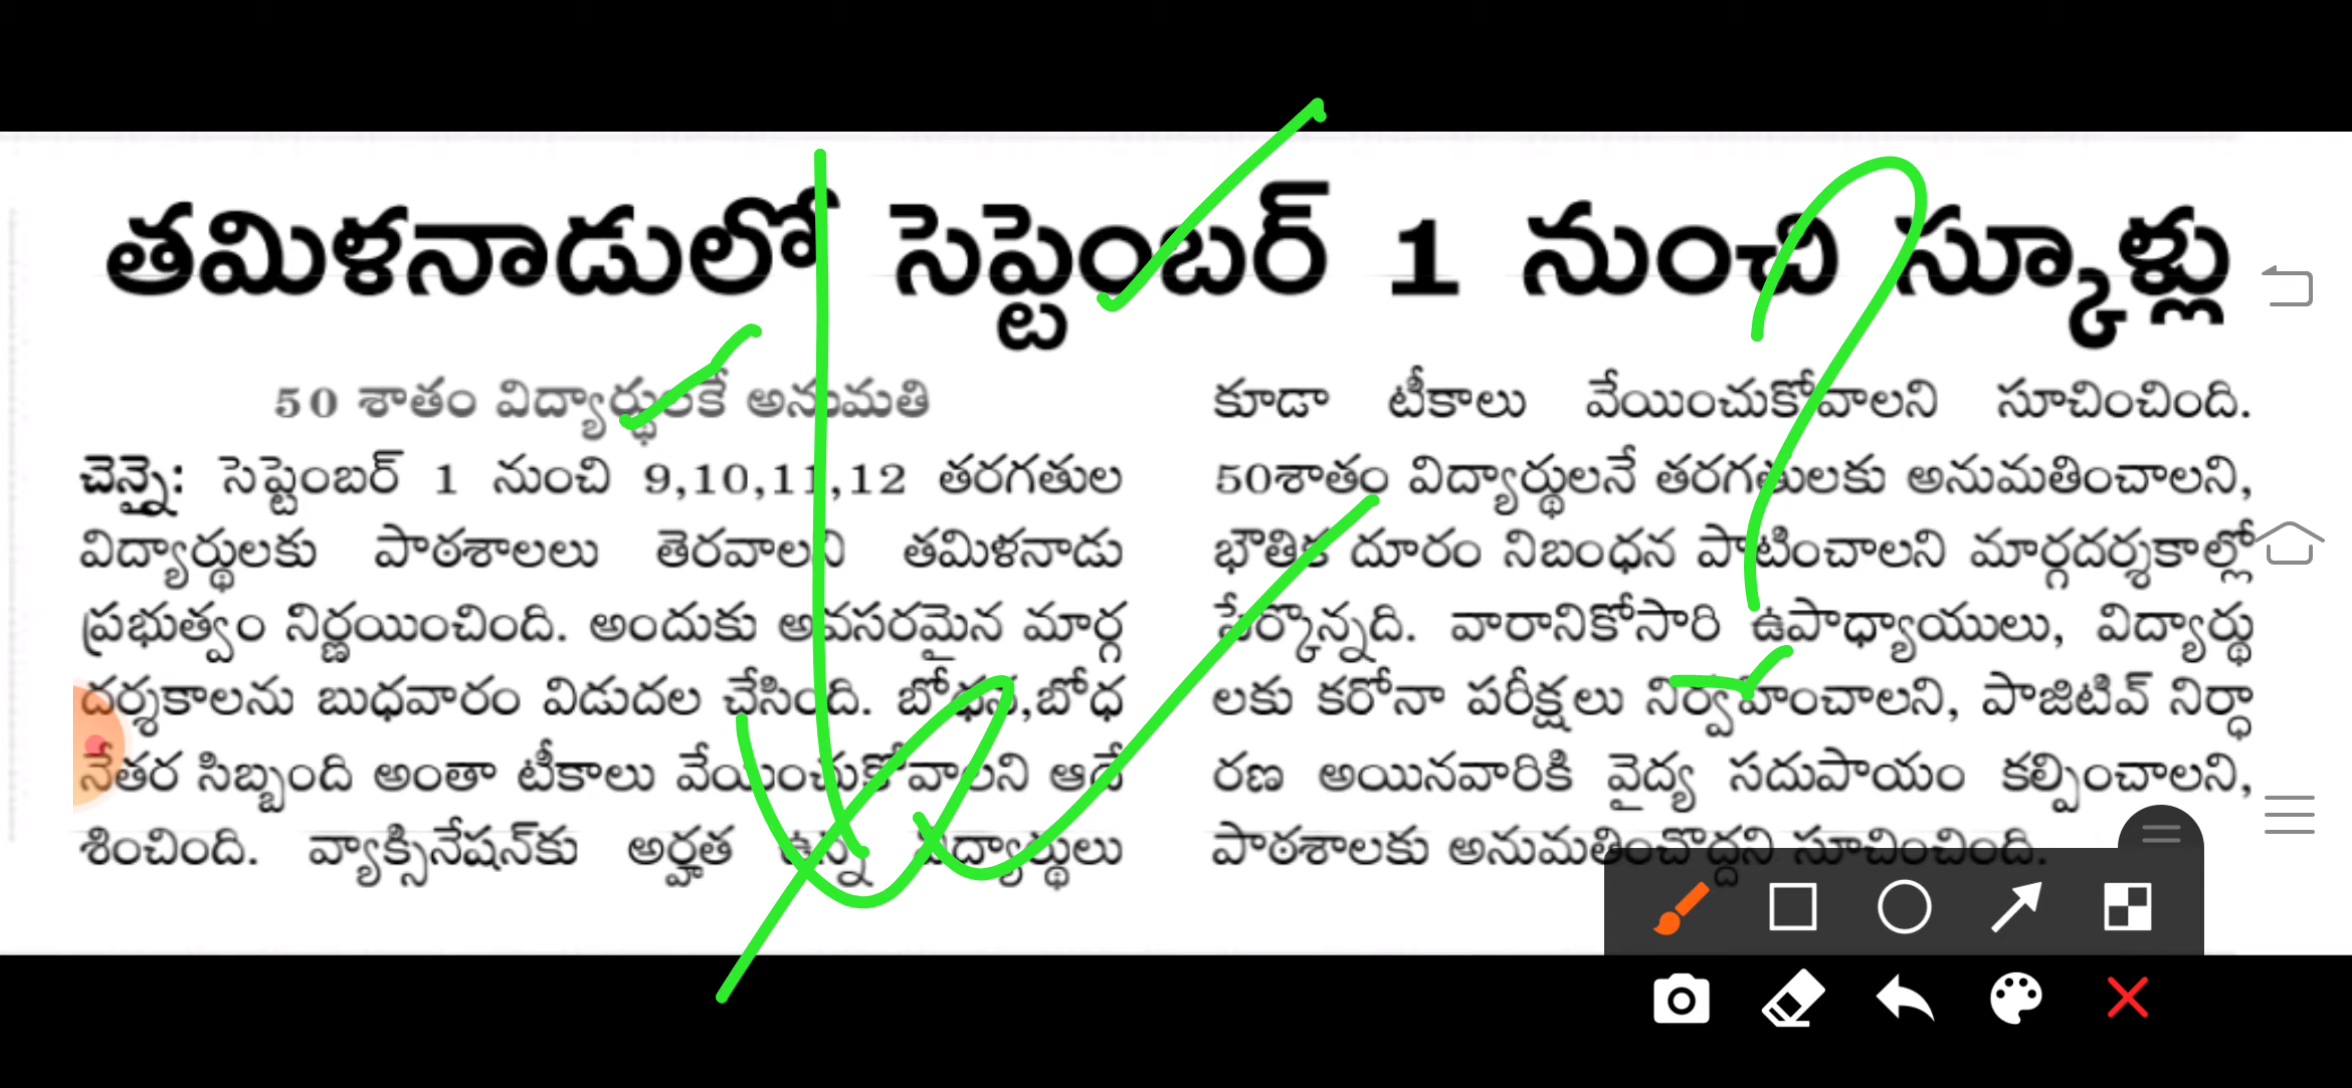 తమిళనాడులో సెప్టెంబర్ 1 నుంచి స్కూళ్లు
50 శాతం విద్యార్థులకే అనుమతి
చెన్నై: సెప్టెంబర్ 1 నుంచి 9,10,11,12 తరగతుల
విద్యార్థులకు పాఠశాలలు తెరవాలని తమిళనాడు
ప్రభుత్వం నిర్ణయించింది. అందుకు అవసరమైన మార్గ
దర్శకాలను బుధవారం విడుదల చేసింది. బోధన,బోధ
నేతర సిబ్బంది అంతా టీకాలు వేయించుకోవాలని ఆదే
శించింది. వ్యాక్సినేషన్‌కు అర్హత ఉన్న విద్యార్థులు
కూడా టీకాలు వేయించుకోవాలని సూచించింది.
50శాతం విద్యార్థులనే తరగతులకు అనుమతించాలని,
భౌతిక దూరం నిబంధన పాటించాలని మార్గదర్శకాల్లో
పేర్కొన్నది. వారానికోసారి ఉపాధ్యాయులు, విద్యార్థు
లకు కరోనా పరీక్షలు నిర్వహించాలని, పాజిటివ్ నిర్ధా
రణ అయినవారికి వైద్య సదుపాయం కల్పించాలని,
పాఠశాలకు అనుమతించొద్దని సూచించింది.